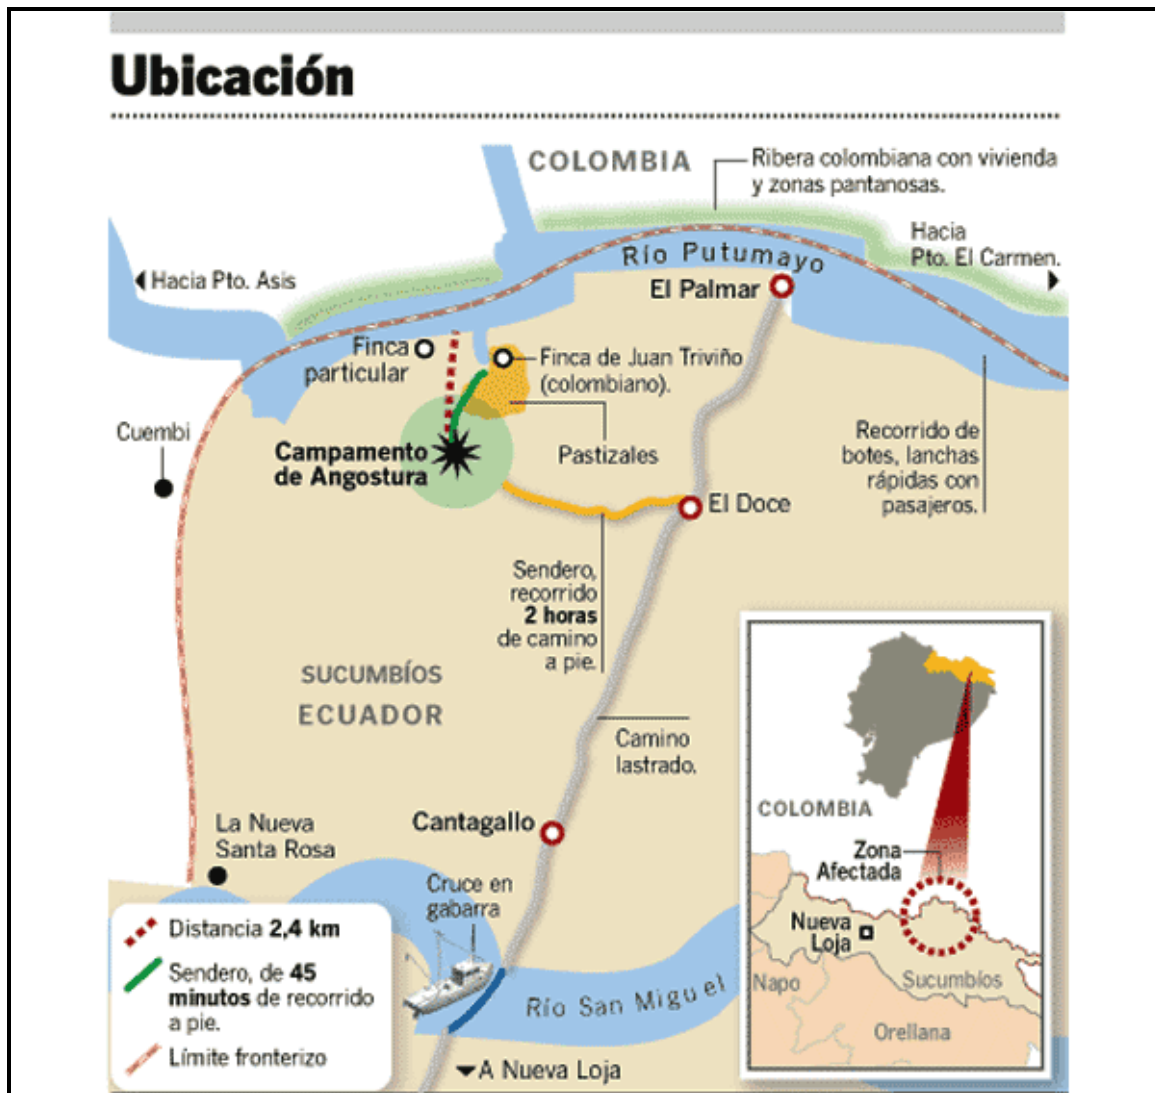 Ubicación
COLOMBIA
Ribera colombiana con vivienda
y zonas pantanosas.
Hacia
Pto. El Carmen.
Río Putumayo
Hacia Pto. Asis
El Palmar
Finca
particular
Finca de Juan Triviño
(colombiano).
Cuembi
Campamento
de Angostura
Pastizales
Recorrido de
botes, lanchas
rápidas con
pasajeros.
El Doce
Sendero,
recorrido
2 horas
de camino
a pie.
SUCUMBÍOS
ECUADOR
Camino
lastrado.
Cantagallo
La Nueva
Santa Rosa
Cruce en
gabarra
Río San Miguel
A Nueva Loja
Distancia 2,4 km
Sendero, de 45
minutos de recorrido
a pie.
Límite fronterizo
COLOMBIA
Zona
Afectada
Nueva
Loja
Napo
Sucumbíos
Orellana